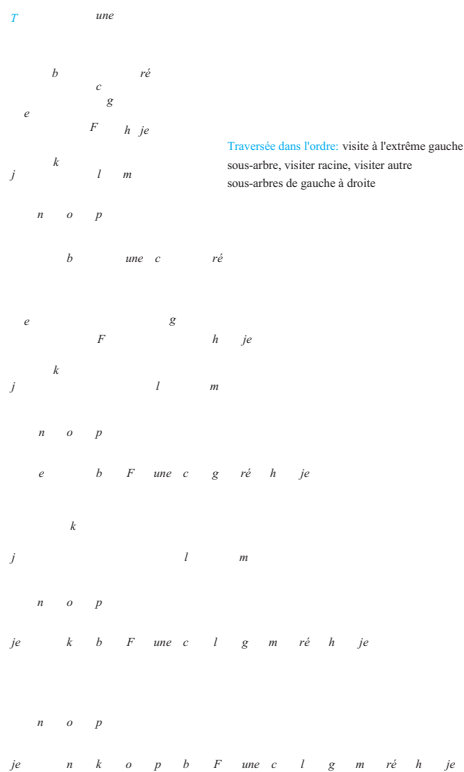 T une
b ré
c
g
e
F h je
Traversée dans l'ordre: visite à l'extrême gauche
sous-arbre, visiter racine, visiter autre
sous-arbres de gauche à droite
k
j l m
n o p
b une c ré
e g
F h je
k
j l m
n o p
e b F une c g ré h je
k
j l m
n o p
je k b F une c l g m ré h je
n o p
je n k o p b F une c l g m ré h je